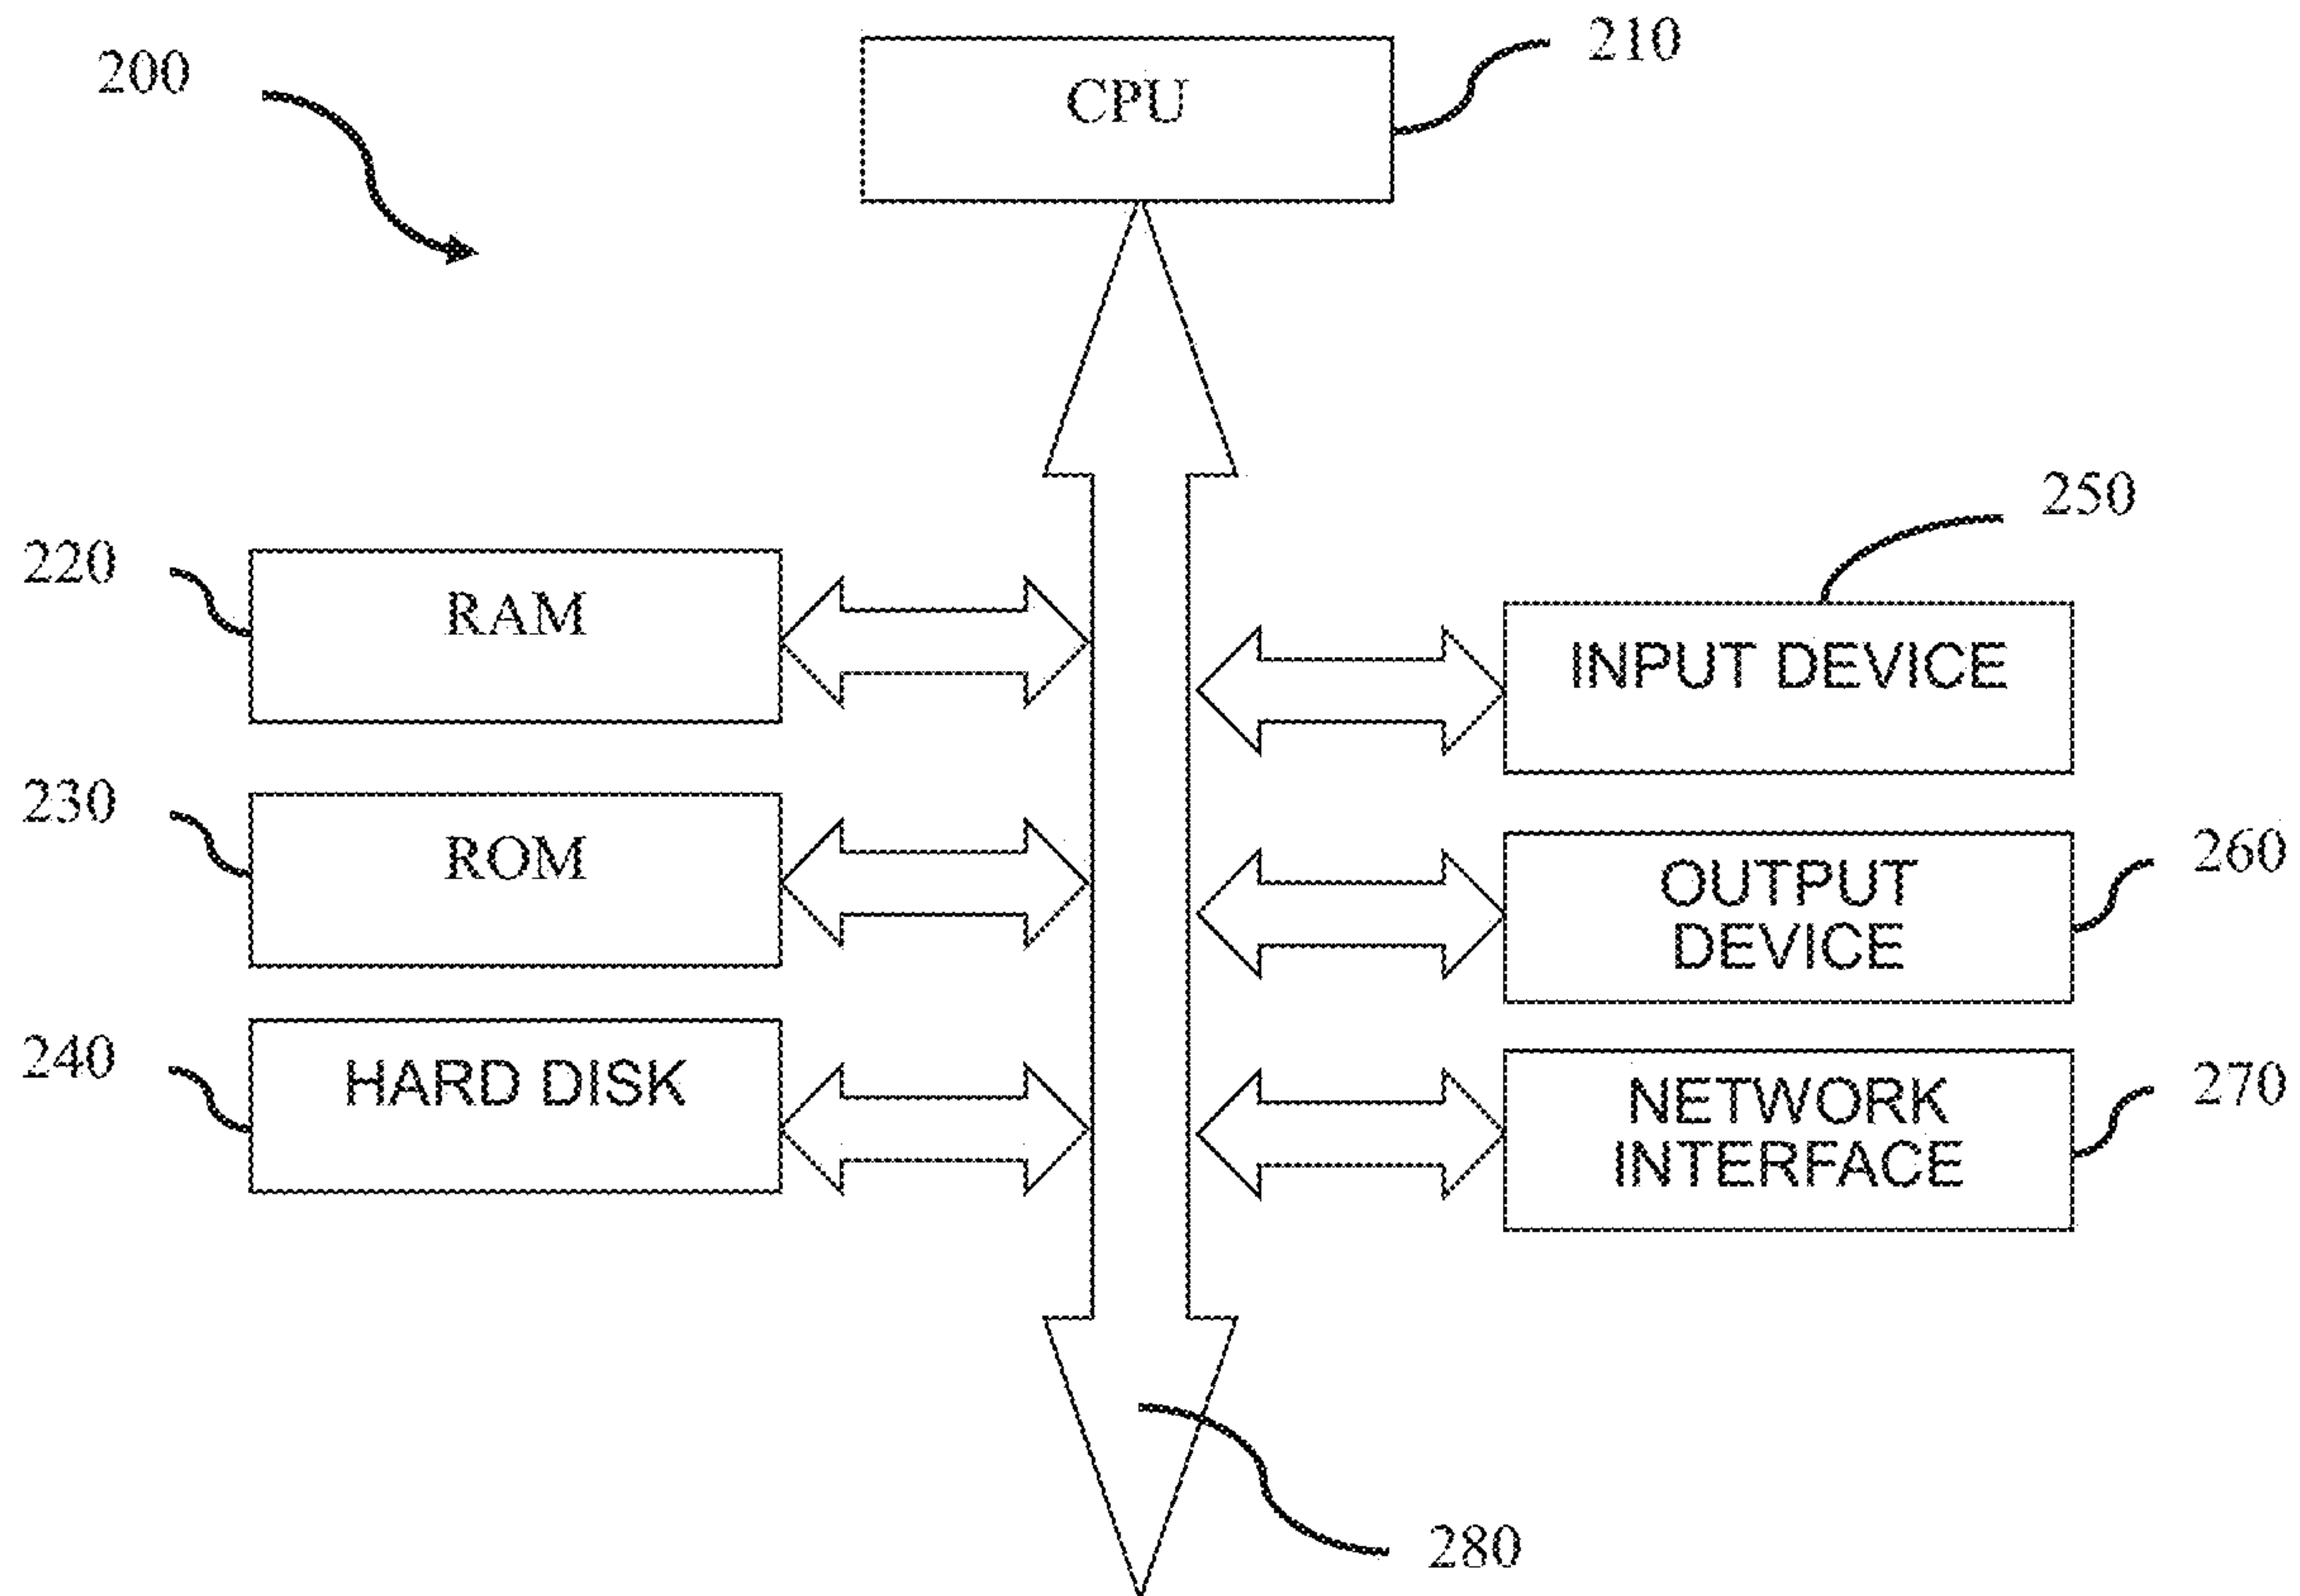 200
CPU
210
220
RAM
250
INPUT DEVICE
230
ROM
OUTPUT
DEVICE
260
240
HARD DISK
NETWORK
INTERFACE
270
280